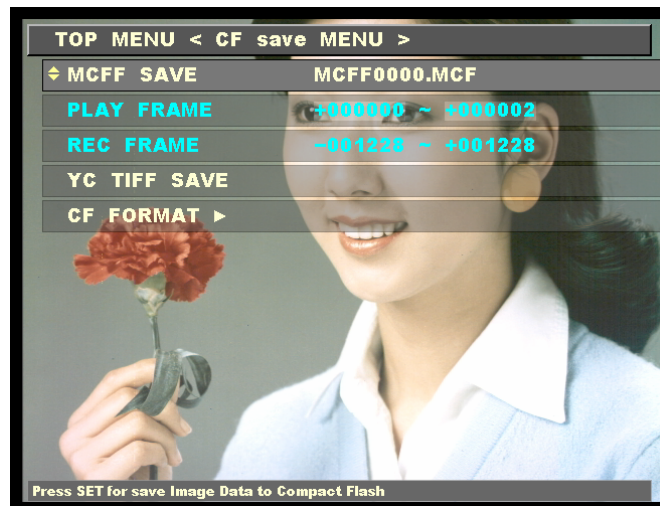 TOP MENU < CF save MENU >
MCFF SAVE MCFF0000.MCF
PLAY FRAME +000000 ~ +000002
REC FRAME -001228 ~ +001228
YC TIFF SAVE
CF FORMAT ►
Press SET for save Image Data to Compact Flash